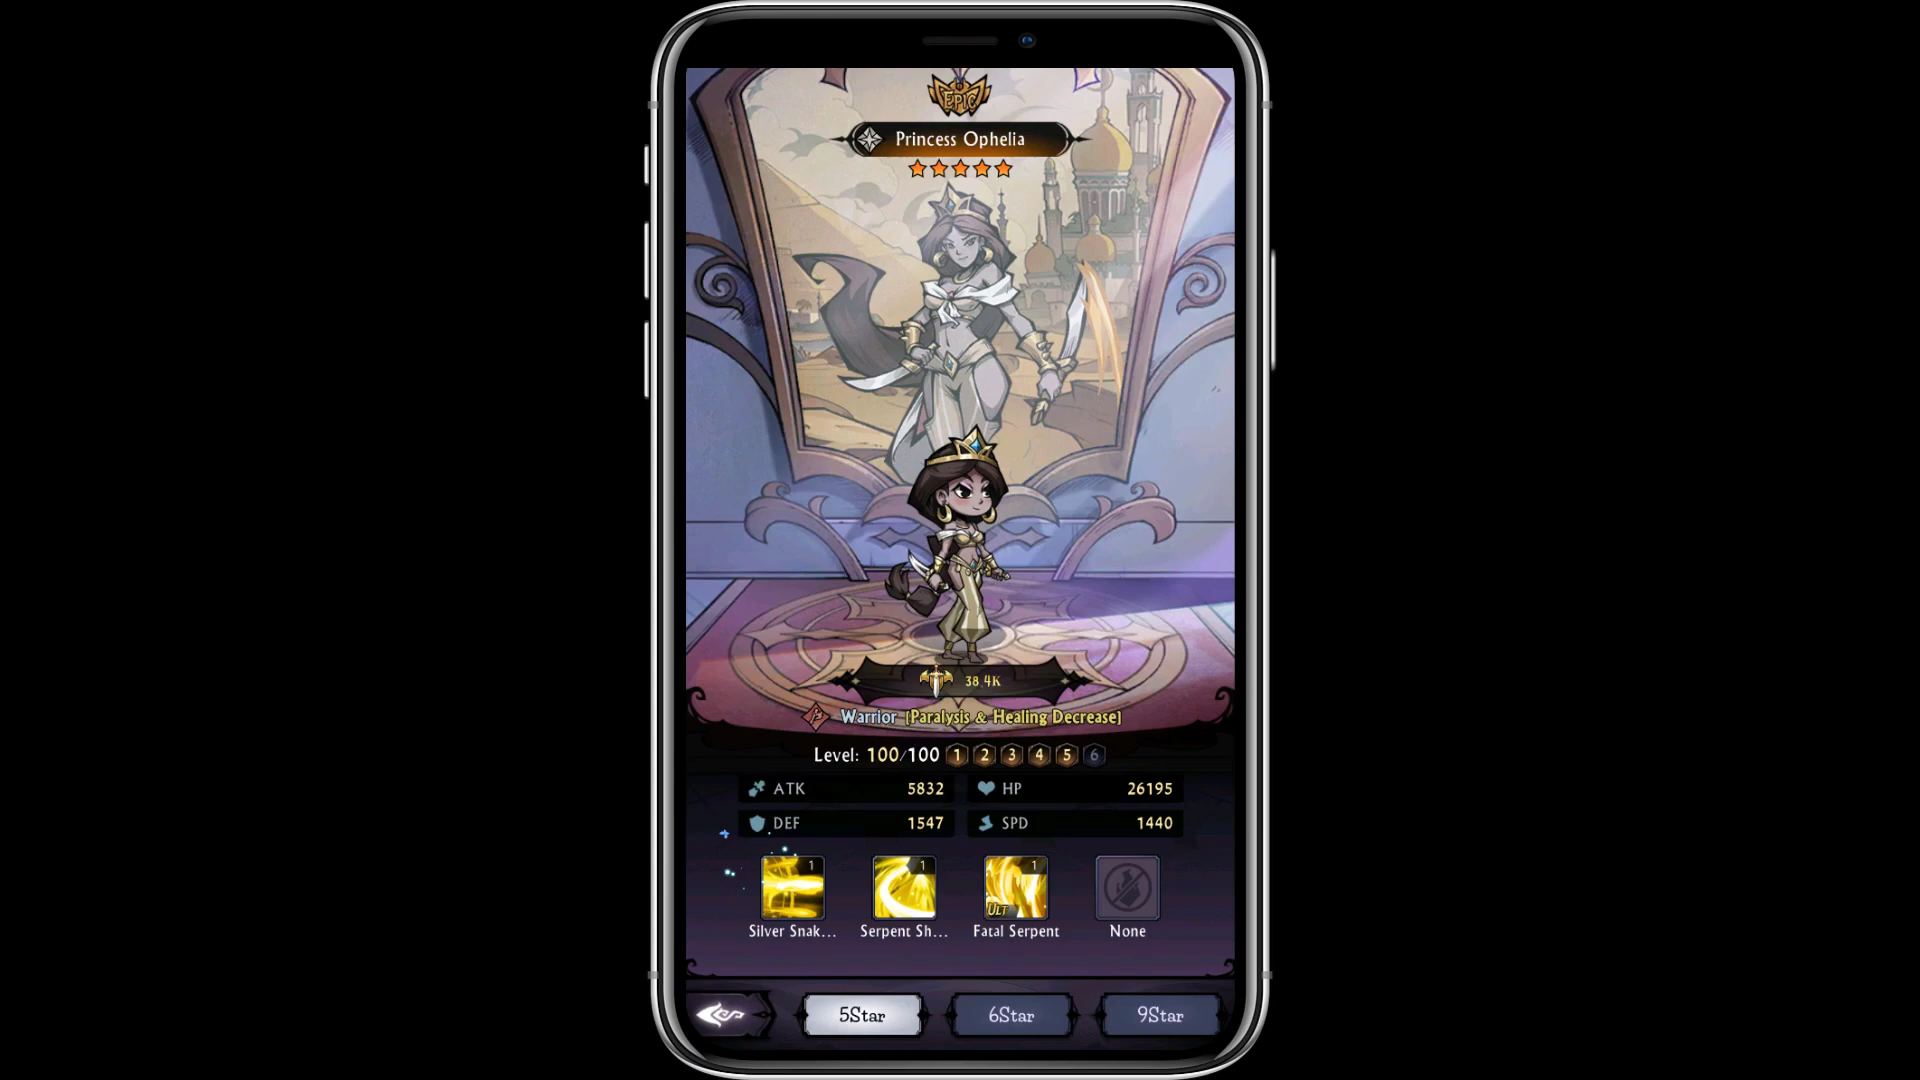 EPIC
Princess Ophelia
38.4K
Warrior [Paralysis & Healing Decrease]
Level: 100/100 1 2 3 4 5 6
ATK 5832 HP 26195
DEF 1547 SPD 1440
1 1 1
ULT
Silver Snak... Serpent Sh... Fatal Serpent None
5Star 6Star 9Star